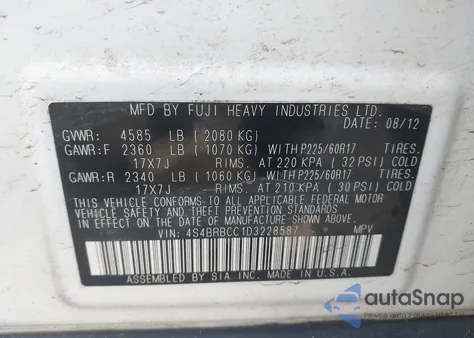 MFD BY FUJI HEAVY INDUSTRIES LTD.
DATE: 08/12
GVWR: 4585 LB (2080 KG)
GAWR:F 2360 LB (1070 KG) WITH P225/60R17 TIRES.
17X7J RIMS. AT 220 KPA (32 PSI) COLD
GAWR:R 2340 LB (1060 KG) WITH P225/60R17 TIRES.
17X7J RIMS. AT 210 KPA (30 PSI) COLD
THIS VEHICLE CONFORMS TO ALL APPLICABLE FEDERAL MOTOR
VEHICLE SAFETY, BUMPER, AND THEFT PREVENTION STANDARDS
IN EFFECT ON THE DATE OF MANUFACTURE SHOWN ABOVE.
VIN: 4S4BRBCC1D3228587 MPV
ASSEMBLED BY SIA INC. IN U.S.A.
autoSnap